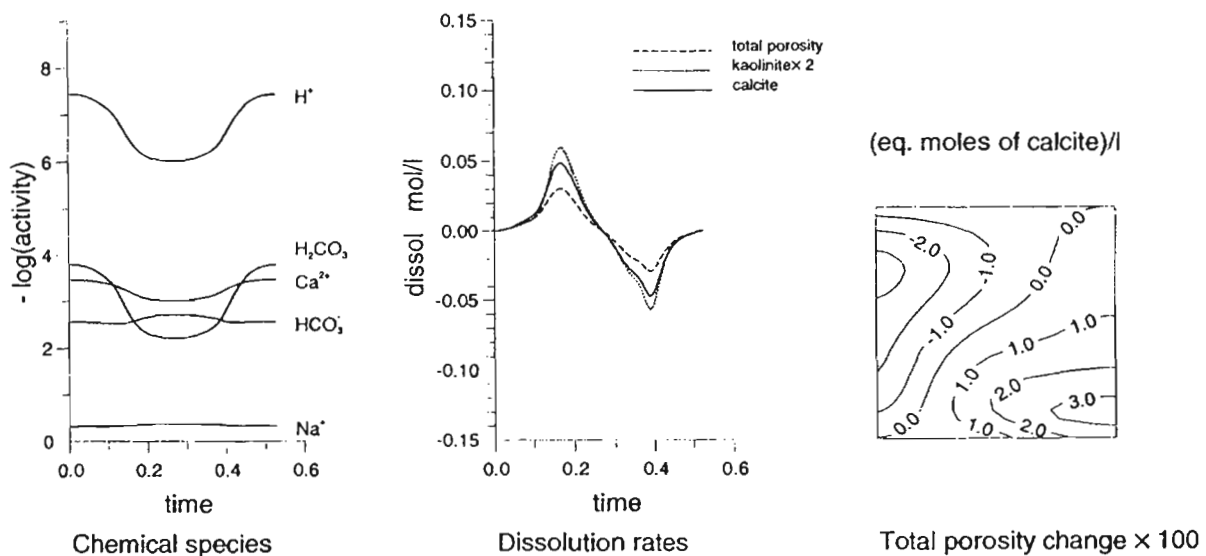 8
6
4
2
0
- log(activity)
H⁺
H₂CO₃
Ca²⁺
HCO₃⁻
Na⁺
0.0 0.2 0.4 0.6
time
Chemical species
0.15
0.10
0.05
0.00
-0.05
-0.10
-0.15
dissol mol/l
total porosity
kaolinite× 2
calcite
0.0 0.2 0.4 0.6
time
Dissolution rates
(eq. moles of calcite)/l
0.0
-2.0
-1.0
0.0
-1.0
1.0
1.0
1.0
2.0
3.0
0.0
1.0
2.0
Total porosity change × 100